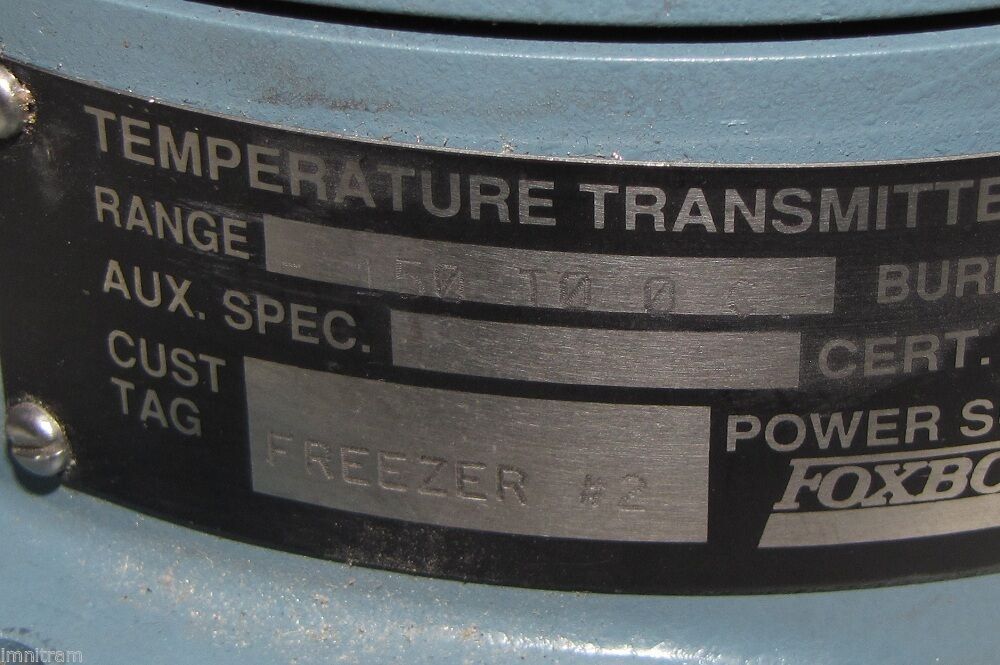 TEMPERATURE TRANSMITTE
RANGE - 150 TO 0 C BUR
AUX. SPEC. CERT.
CUST TAG FREEZER #2
POWER S
FOXBO
imnitram